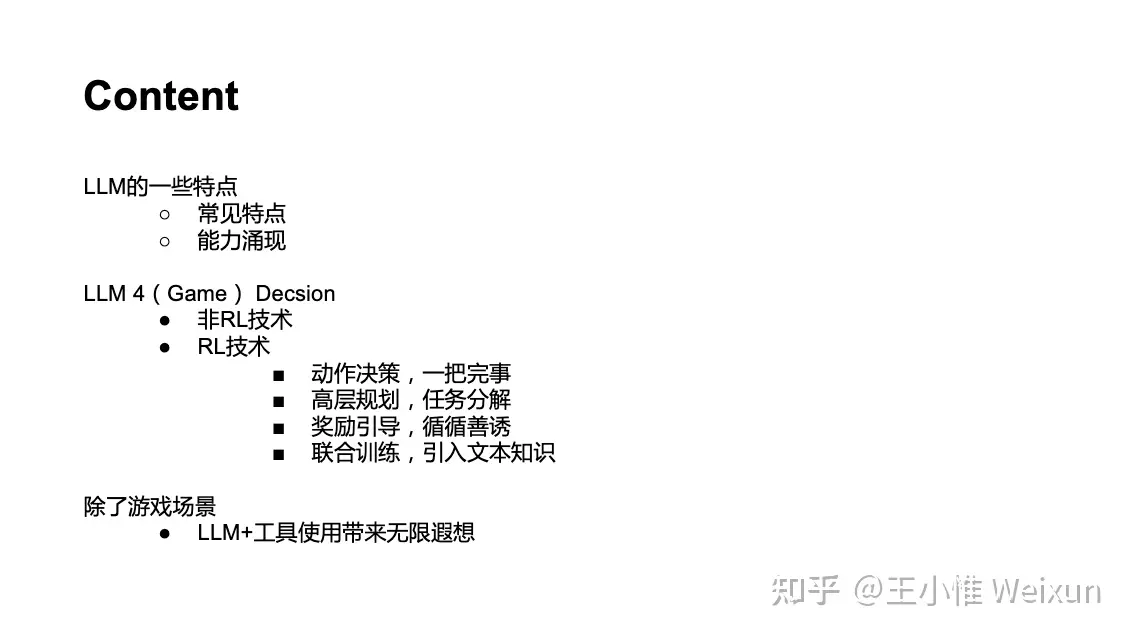 Content
LLM的一些特点
○ 常见特点
○ 能力涌现
LLM 4（Game） Decsion
● 非RL技术
● RL技术
■ 动作决策，一把完事
■ 高层规划，任务分解
■ 奖励引导，循循善诱
■ 联合训练，引入文本知识
除了游戏场景
● LLM+工具使用带来无限遐想
知乎 @王小惟 Weixun